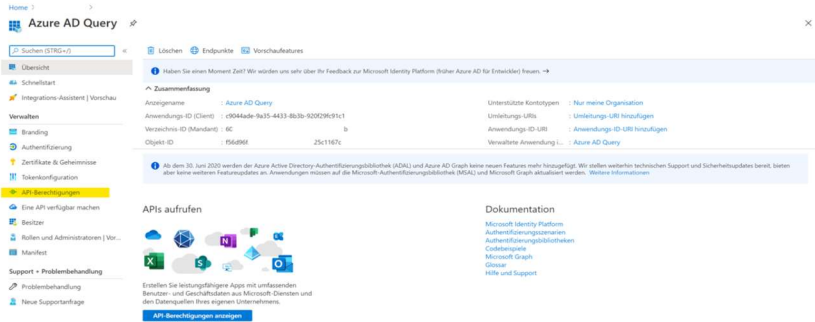 Home >
>
Azure AD Query
Suchen (STRG+/)
«
Löschen
Endpunkte
Vorschaufeatures
Übersicht
Schnellstart
Integrations-Assistent | Vorschau
Verwalten
Branding
Authentifizierung
Zertifikate & Geheimnisse
Tokenkonfiguration
API-Berechtigungen
Eine API verfügbar machen
Besitzer
Rollen und Administratoren | Vor...
Manifest
Support + Problembehandlung
Problembehandlung
Neue Supportanfrage
Haben Sie einen Moment Zeit? Wir würden uns sehr über Ihr Feedback zur Microsoft Identity Platform (früher Azure AD für Entwickler) freuen. →
Zusammenfassung
Anzeigename : Azure AD Query
Anwendungs-ID (Client) : c9044ade-9a35-4433-8b3b-920f29fc91c1
Verzeichnis-ID (Mandant) : 6C b
Objekt-ID : f56d96f 25c1167c
Unterstützte Kontotypen : Nur meine Organisation
Umleitungs-URIs : Umleitungs-URI hinzufügen
Anwendungs-ID-URI : Anwendungs-ID-URI hinzufügen
Verwaltete Anwendung i... : Azure AD Query
Ab dem 30. Juni 2020 werden der Azure Active Directory-Authentifizierungsbibliothek (ADAL) und Azure AD Graph keine neuen Features mehr hinzugefügt. Wir stellen weiterhin technischen Support und Sicherheitsupdates bereit, bieten
aber keine weiteren Featureupdates an. Anwendungen müssen auf die Microsoft-Authentifizierungsbibliothek (MSAL) und Microsoft Graph aktualisiert werden. Weitere Informationen
APIs aufrufen
Erstellen Sie leistungsfähigere Apps mit umfassenden
Benutzer- und Geschäftsdaten aus Microsoft-Diensten und
den Datenquellen Ihres eigenen Unternehmens.
API-Berechtigungen anzeigen
Dokumentation
Microsoft Identity Platform
Authentifizierungsszenarien
Authentifizierungsbibliotheken
Codebeispiele
Microsoft Graph
Glossar
Hilfe und Support